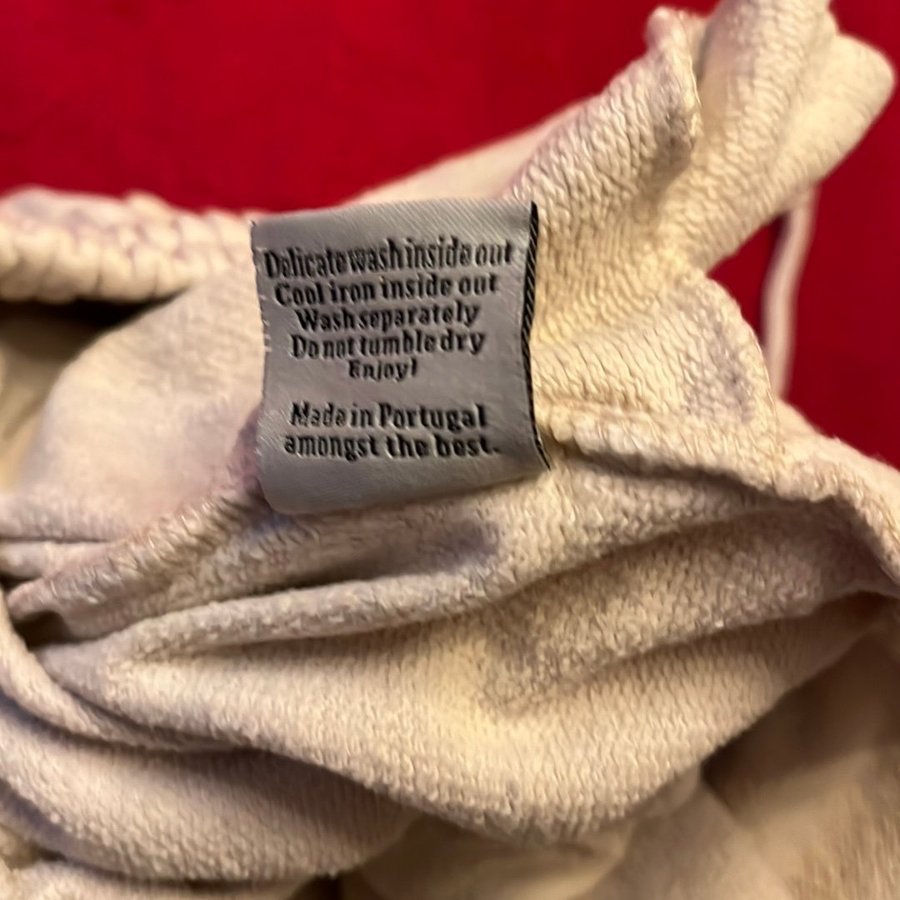 Delicate wash inside out
Cool iron inside out
Wash separately
Do not tumble dry
Enjoy!
Made in Portugal
amongst the best.